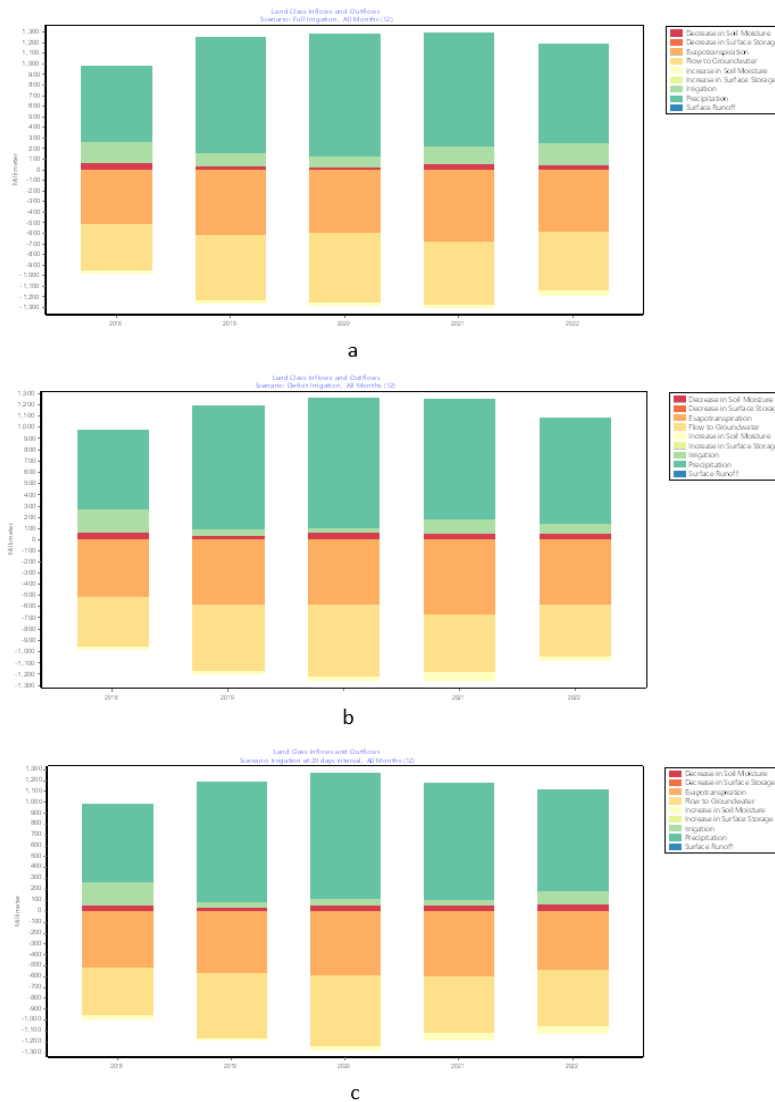 Land Class Inflows and Outflows
Scenario: Full Irrigation, All Months (12)
1,300
1,200
1,100
1,000
900
800
700
600
500
400
300
200
100
0
-100
-200
-300
-400
-500
-600
-700
-800
-900
-1,000
-1,100
-1,200
-1,300
Millimeter
2018
2019
2020
2021
2022
Decrease in Soil Moisture
Decrease in Surface Storage
Evapotranspiration
Flow to Groundwater
Increase in Soil Moisture
Increase in Surface Storage
Irrigation
Precipitation
Surface Runoff
a
Land Class Inflows and Outflows
Scenario: Deficit Irrigation, All Months (12)
1,300
1,200
1,100
1,000
900
800
700
600
500
400
300
200
100
0
-100
-200
-300
-400
-500
-600
-700
-800
-900
-1,000
-1,100
-1,200
-1,300
Millimeter
2018
2019
2020
2021
2022
Decrease in Soil Moisture
Decrease in Surface Storag
Evapotranspiration
Flow to Groundwater
Increase in Soil Moisture
Increase in Surface Storag
Irrigation
Precipitation
Surface Runoff
b
Land Class Inflows and Outflows
Scenario: Irrigation at 20 days interval, All Months (12)
1,300
1,200
1,100
1,000
900
800
700
600
500
400
300
200
100
0
-100
-200
-300
-400
-500
-600
-700
-800
-900
-1,000
-1,100
-1,200
-1,300
Millimeter
2018
2019
2020
2021
2022
Decrease in Soil Moisture
Decrease in Surface Storage
Evapotranspiration
Flow to Groundwater
Increase in Soil Moisture
Increase in Surface Storage
Irrigation
Precipitation
Surface Runoff
c